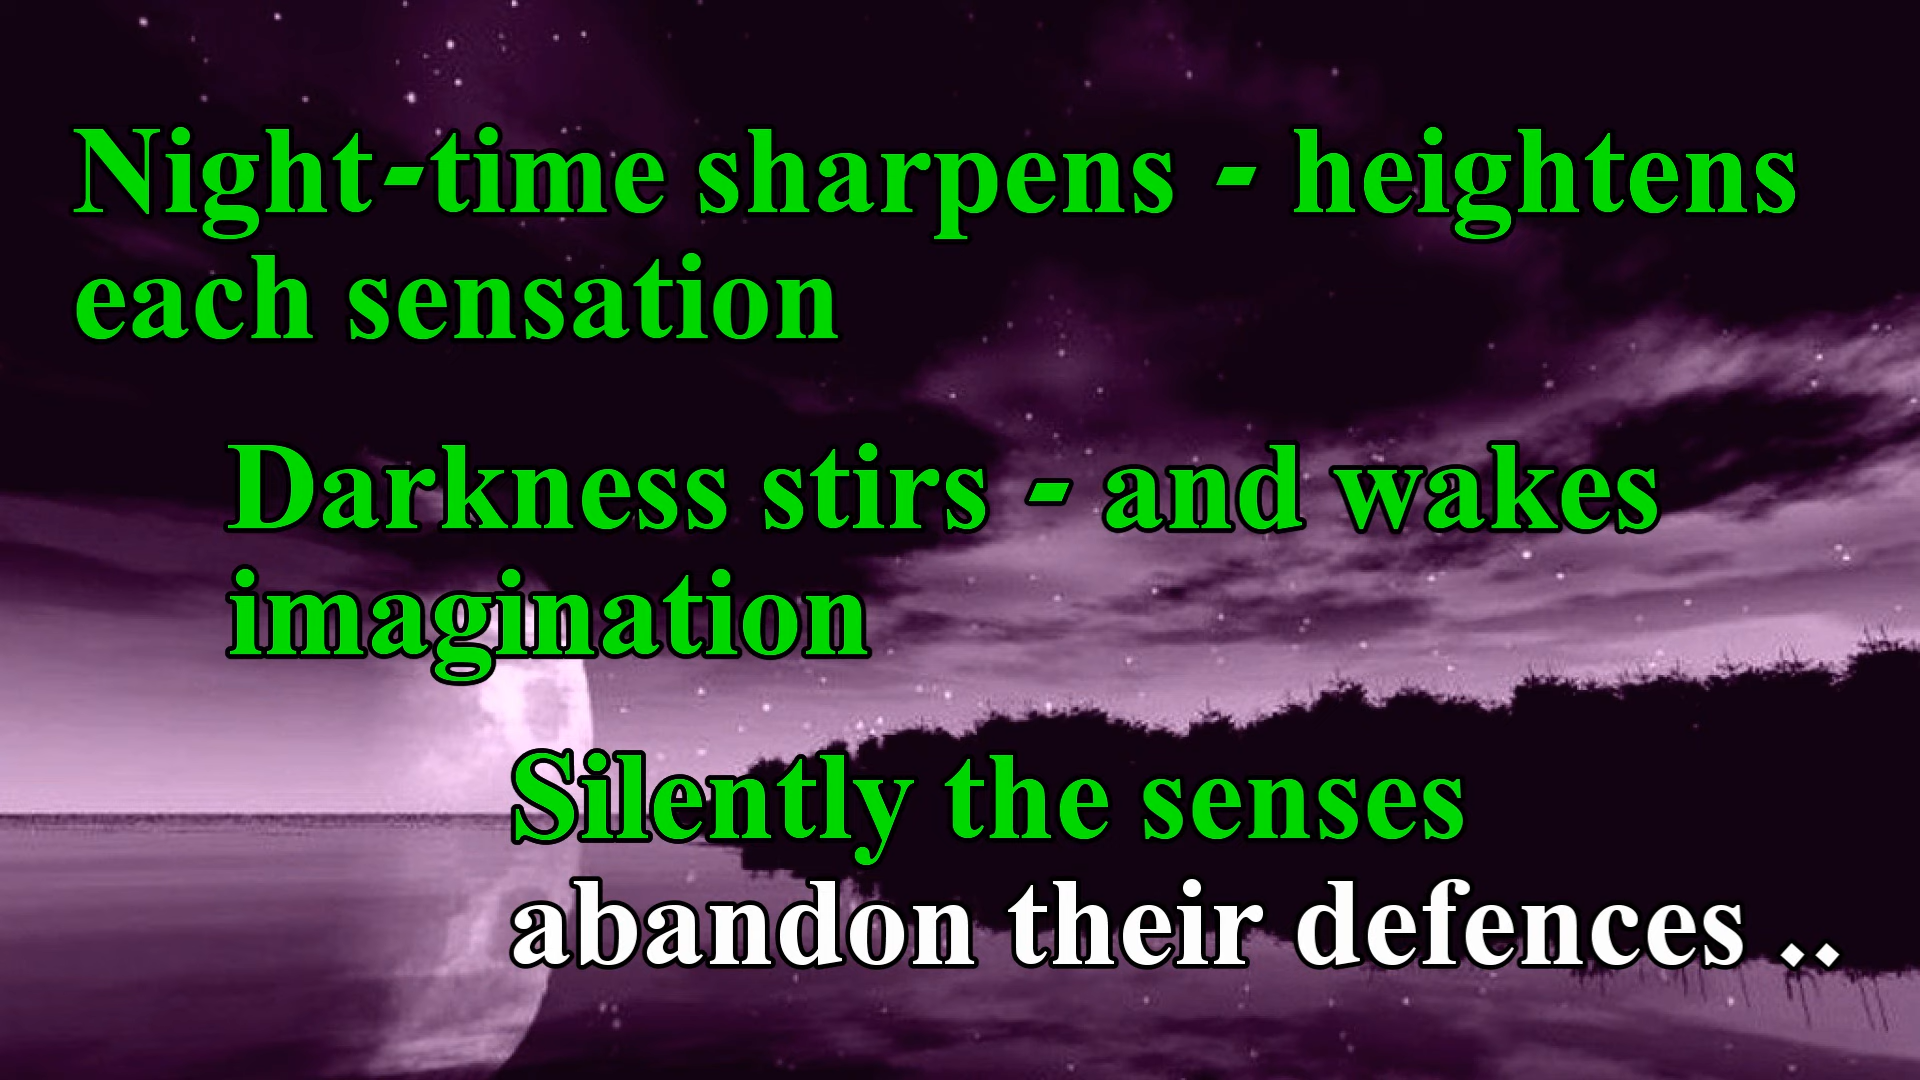 Night-time sharpens - heightens
each sensation
Darkness stirs - and wakes
imagination
Silently the senses
abandon their defences ..